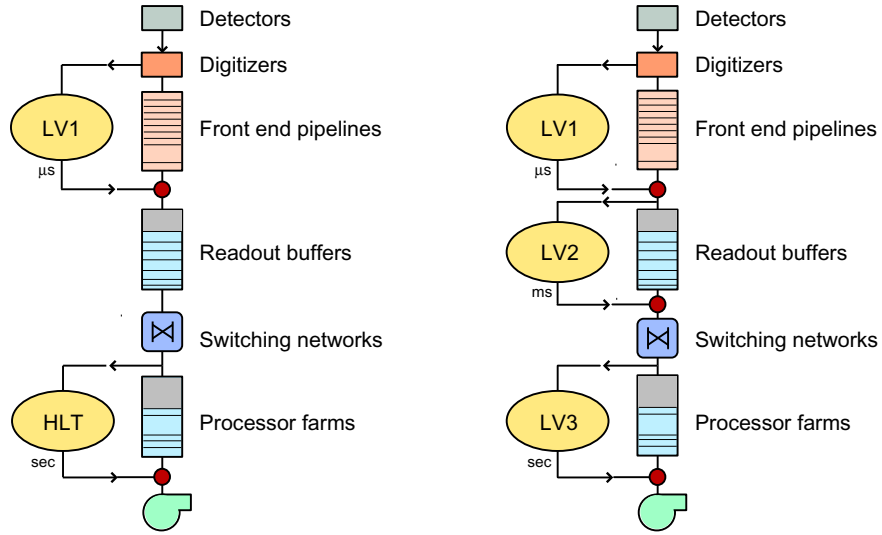 Detectors
Digitizers
LV1
Front end pipelines
μs
Readout buffers
Switching networks
HLT
Processor farms
sec
Detectors
Digitizers
LV1
Front end pipelines
μs
LV2
Readout buffers
ms
Switching networks
LV3
Processor farms
sec